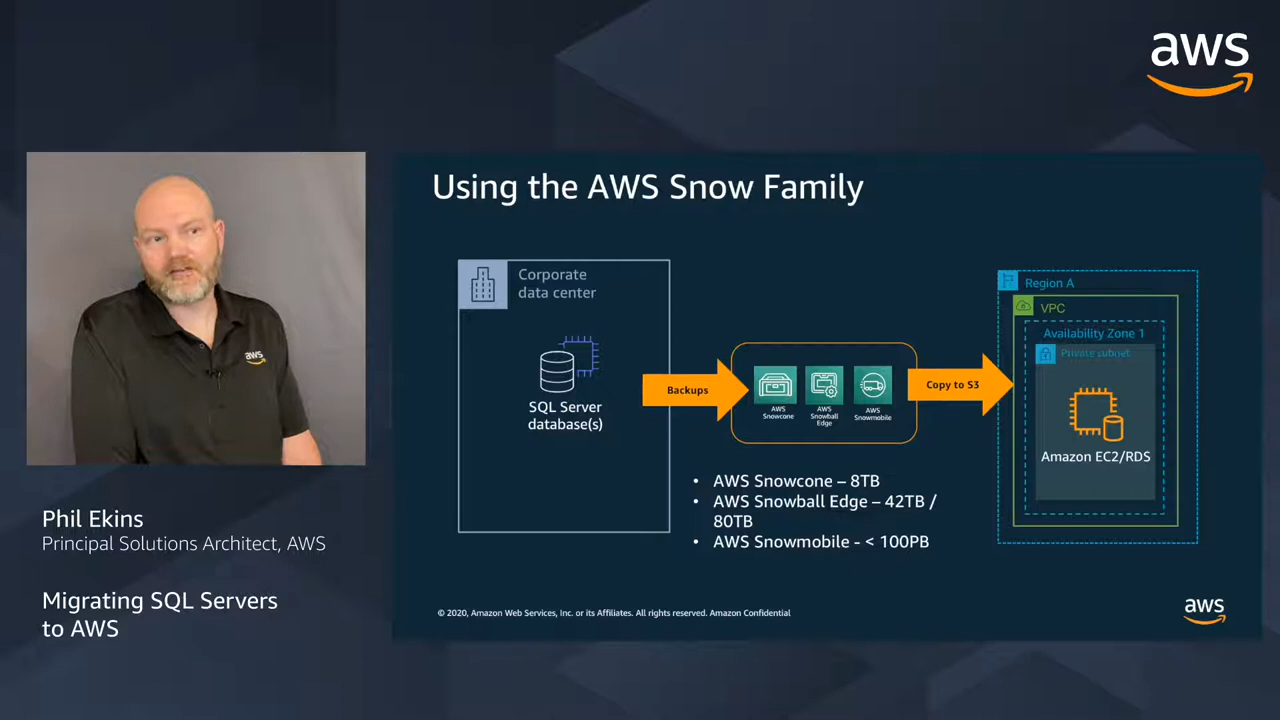 aws
Using the AWS Snow Family
Corporate
data center
SQL Server
database(s)
Backups
AWS
Snowcone
AWS
Snowball
Edge
AWS
Snowmobile
Copy to S3
Region A
VPC
Availability Zone 1
Private subnet
Amazon EC2/RDS
• AWS Snowcone – 8TB
• AWS Snowball Edge – 42TB /
80TB
• AWS Snowmobile - < 100PB
© 2020, Amazon Web Services, Inc. or its Affiliates. All rights reserved. Amazon Confidential
aws
aws
Phil Ekins
Principal Solutions Architect, AWS
Migrating SQL Servers
to AWS